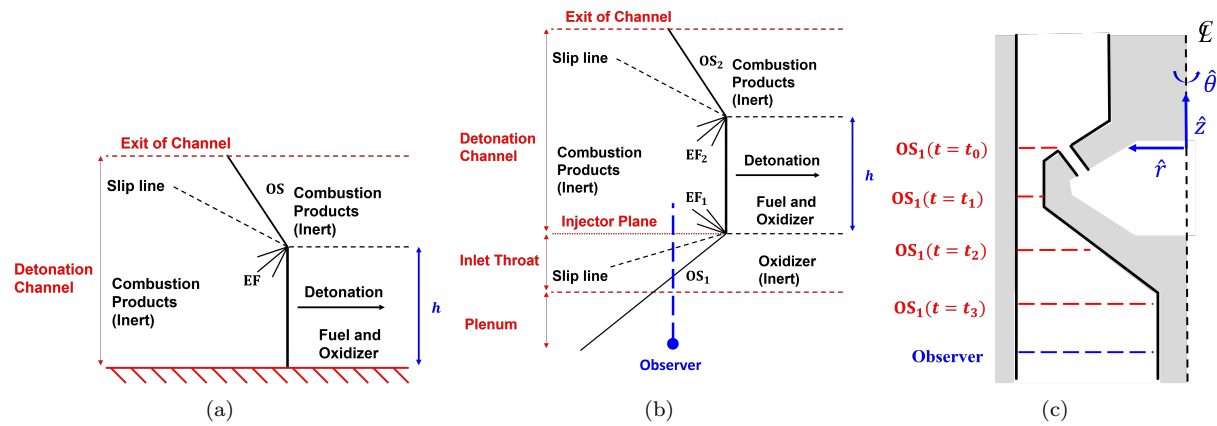 Exit of Channel
Slip line
OS
Combustion
Products
(Inert)
Detonation
Channel
EF
Combustion
Products
(Inert)
Detonation
h
Fuel and
Oxidizer
(a)
Exit of Channel
Slip line
OS₂
Combustion
Products
(Inert)
Detonation
Channel
EF₂
Combustion
Products
(Inert)
Detonation
h
EF₁
Fuel and
Oxidizer
Injector Plane
Inlet Throat
Oxidizer
(Inert)
Slip line
OS₁
Plenum
Observer
(b)
℄
θ̂
ẑ
OS₁(t = t₀)
r̂
OS₁(t = t₁)
OS₁(t = t₂)
OS₁(t = t₃)
Observer
(c)